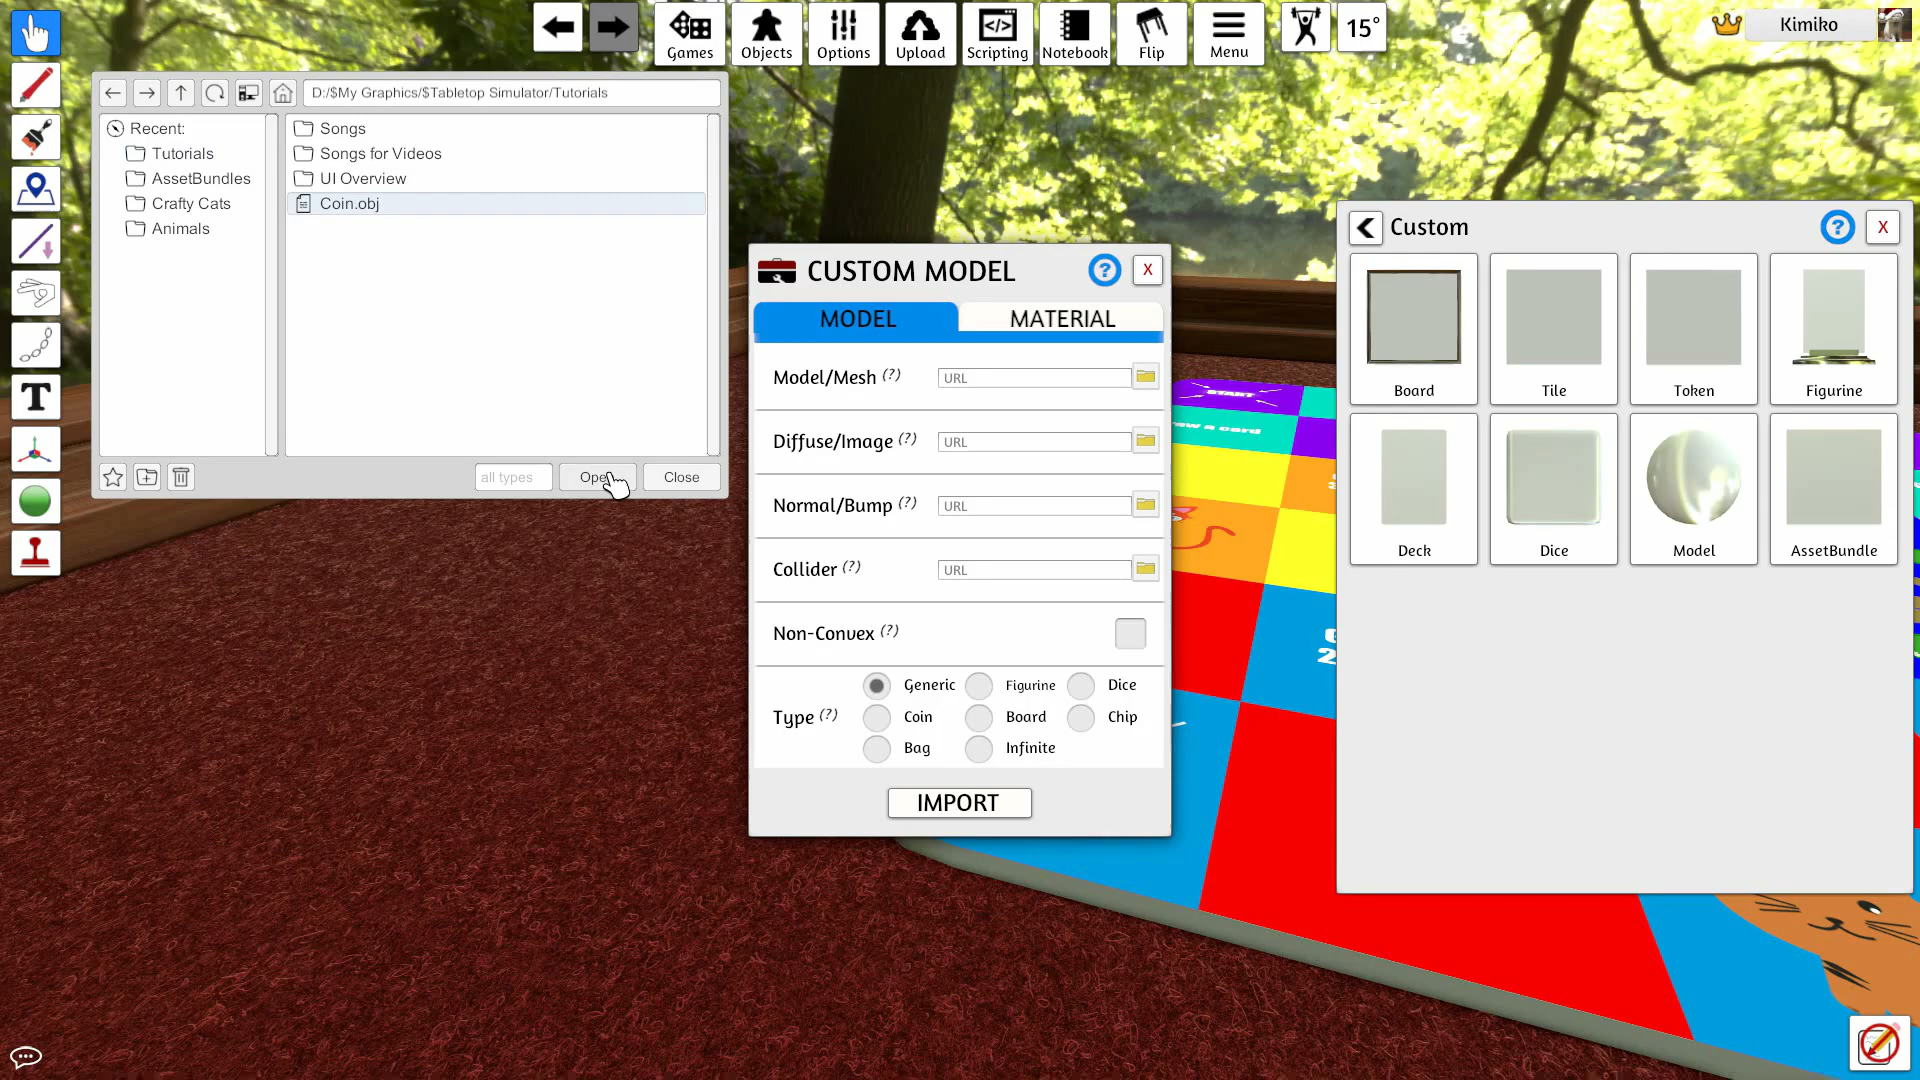 Games
Objects
Options
Upload
Scripting
Notebook
Flip
Menu
15°
Kimiko
D:/$My Graphics/$Tabletop Simulator/Tutorials
Recent:
Tutorials
AssetBundles
Crafty Cats
Animals
Songs
Songs for Videos
UI Overview
Coin.obj
all types
Close
CUSTOM MODEL
?
X
MODEL
MATERIAL
Model/Mesh (?)
URL
Diffuse/Image (?)
URL
Normal/Bump (?)
URL
Collider (?)
URL
Non-Convex (?)
Type (?)
Generic
Figurine
Dice
Coin
Board
Chip
Bag
Infinite
IMPORT
Custom
?
X
Board
Tile
Token
Figurine
Deck
Dice
Model
AssetBundle
START
a card
T